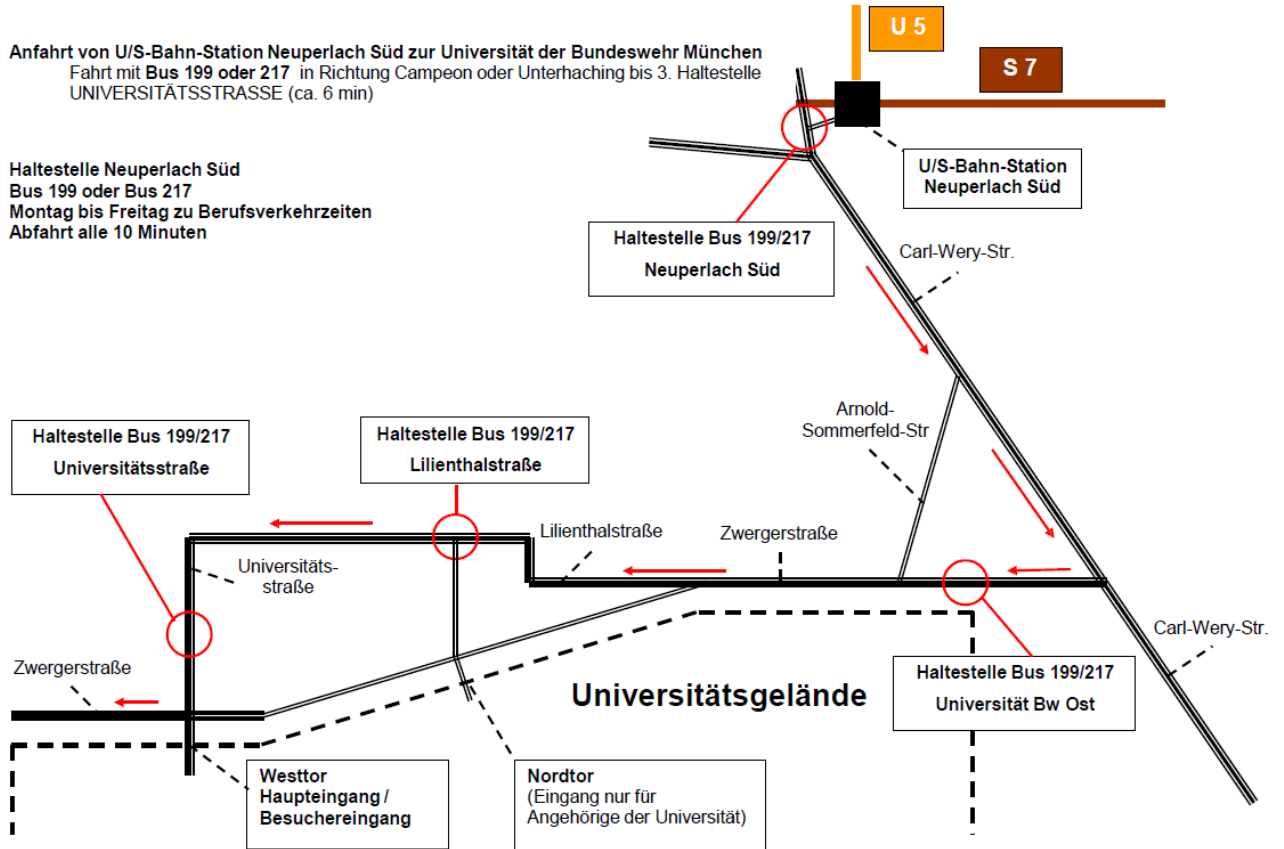 U 5
Anfahrt von U/S-Bahn-Station Neuperlach Süd zur Universität der Bundeswehr München
Fahrt mit Bus 199 oder 217 in Richtung Campeon oder Unterhaching bis 3. Haltestelle
UNIVERSITÄTSSTRASSE (ca. 6 min)
S 7
Haltestelle Neuperlach Süd
Bus 199 oder Bus 217
Montag bis Freitag zu Berufsverkehrzeiten
Abfahrt alle 10 Minuten
U/S-Bahn-Station
Neuperlach Süd
Haltestelle Bus 199/217
Neuperlach Süd
Carl-Wery-Str.
Arnold-
Sommerfeld-Str
Haltestelle Bus 199/217
Universitätsstraße
Haltestelle Bus 199/217
Lilienthalstraße
Lilienthalstraße
Zwergerstraße
Universitäts-
straße
Carl-Wery-Str.
Zwergerstraße
Haltestelle Bus 199/217
Universität Bw Ost
Universitätsgelände
Westtor
Haupteingang /
Besuchereingang
Nordtor
(Eingang nur für
Angehörige der Universität)